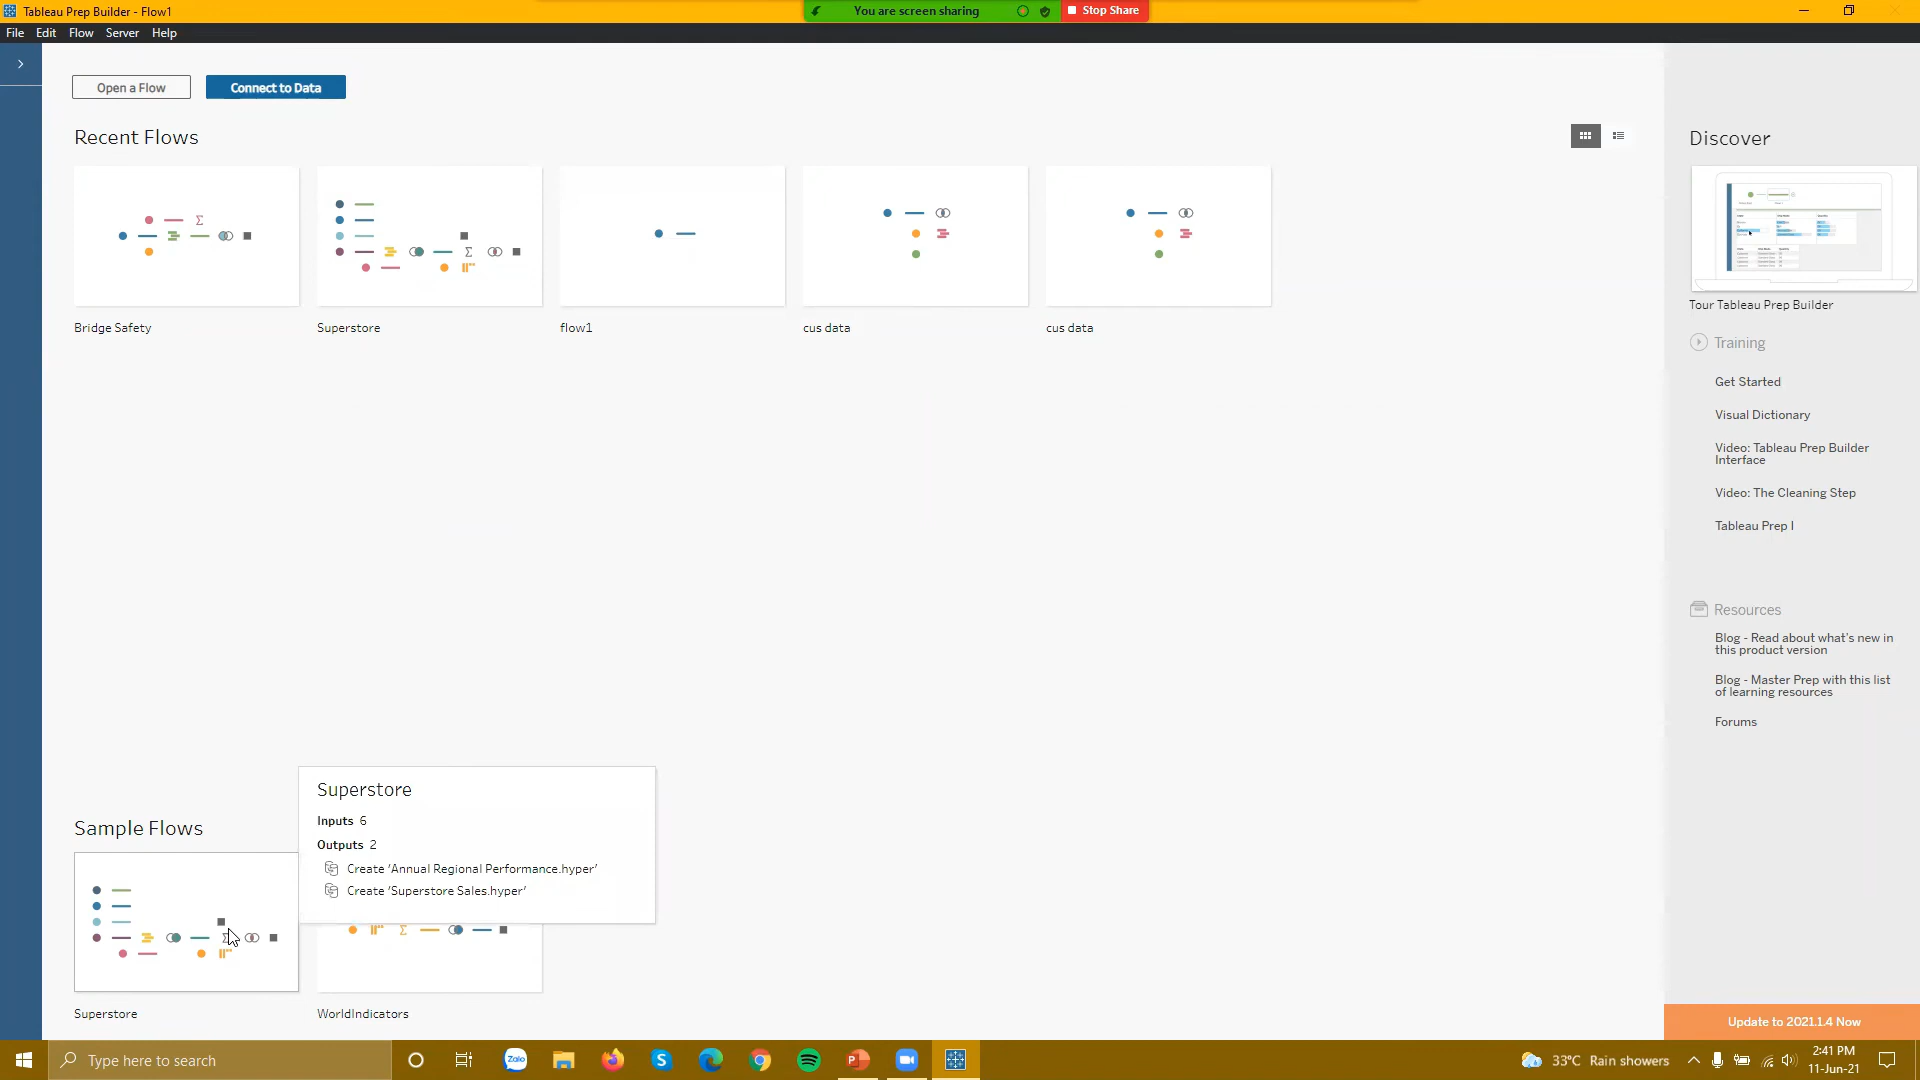 Tableau Prep Builder - Flow1
You are screen sharing
Stop Share
File Edit Flow Server Help
Open a Flow
Connect to Data
Recent Flows
Bridge Safety
Superstore
flow1
cus data
cus data
Discover
Tour Tableau Prep Builder
Training
Get Started
Visual Dictionary
Video: Tableau Prep Builder
Interface
Video: The Cleaning Step
Tableau Prep I
Resources
Blog - Read about what's new in
this product version
Blog - Master Prep with this list
of learning resources
Forums
Superstore
Inputs 6
Outputs 2
Create 'Annual Regional Performance.hyper'
Create 'Superstore Sales.hyper'
Sample Flows
Superstore
WorldIndicators
Update to 2021.1.4 Now
Type here to search
Zalo
33°C Rain showers
2:41 PM
11-Jun-21